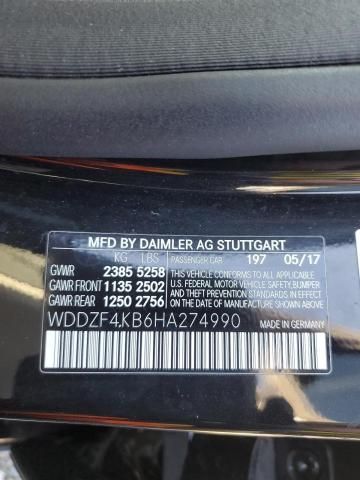 MFD BY DAIMLER AG STUTTGART
KG LBS PASSENGER CAR 197 05/17
GVWR 2385 5258 THIS VEHICLE CONFORMS TO ALL APPLICABLE
GAWR FRONT 1135 2502 U.S. FEDERAL MOTOR VEHICLE SAFETY,
GAWR REAR 1250 2756 BUMPER, AND THEFT PREVENTION STANDARDS IN EFFECT ON
THE DATE OF MANUFACTURE SHOWN ABOVE.
WDDZF4KB6HA274990 MADE IN GERMANY